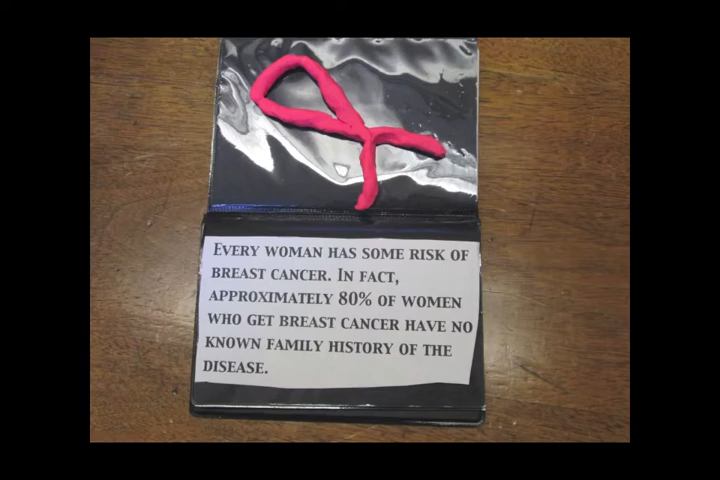 Every woman has some risk of
breast cancer. In fact,
approximately 80% of women
who get breast cancer have no
known family history of the
disease.